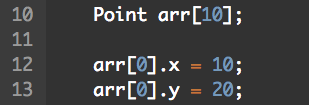 10 Point arr[10];
11
12 arr[0].x = 10;
13 arr[0].y = 20;